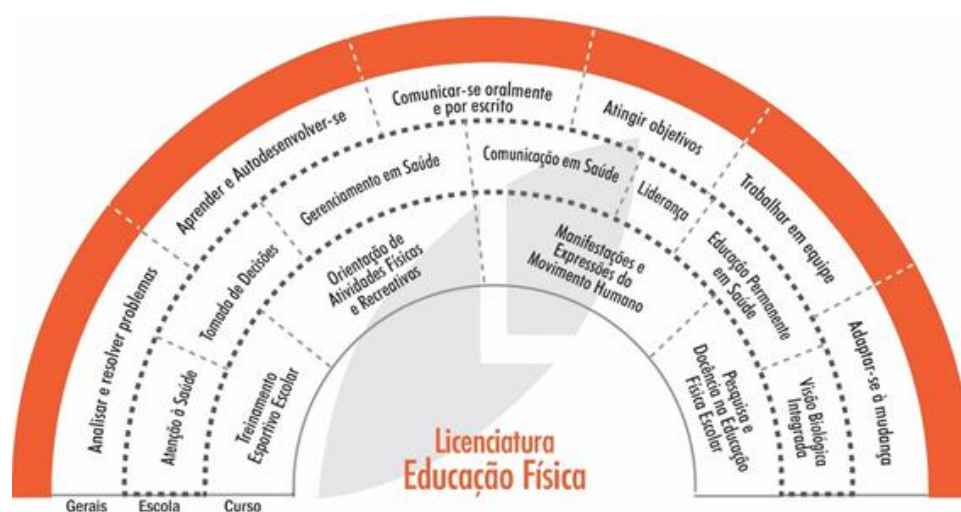 Analisar e resolver problemas
Aprender e Autodesenvolver-se
Comunicar-se oralmente
e por escrito
Atingir objetivos
Trabalhar em equipe
Adaptar-se à mudança
Atenção à Saúde
Tomada de Decisões
Gerenciamento em Saúde
Comunicação em Saúde
Liderança
Educação Permanente
em Saúde
Visão Biológica
Integrada
Treinamento
Esportivo Escolar
Orientação de
Atividades Físicas
e Recreativas
Manifestações e
Expressões do
Movimento Humano
Pesquisa e
Docência na Educação
Física Escolar
Licenciatura
Educação Física
Gerais
Escola
Curso